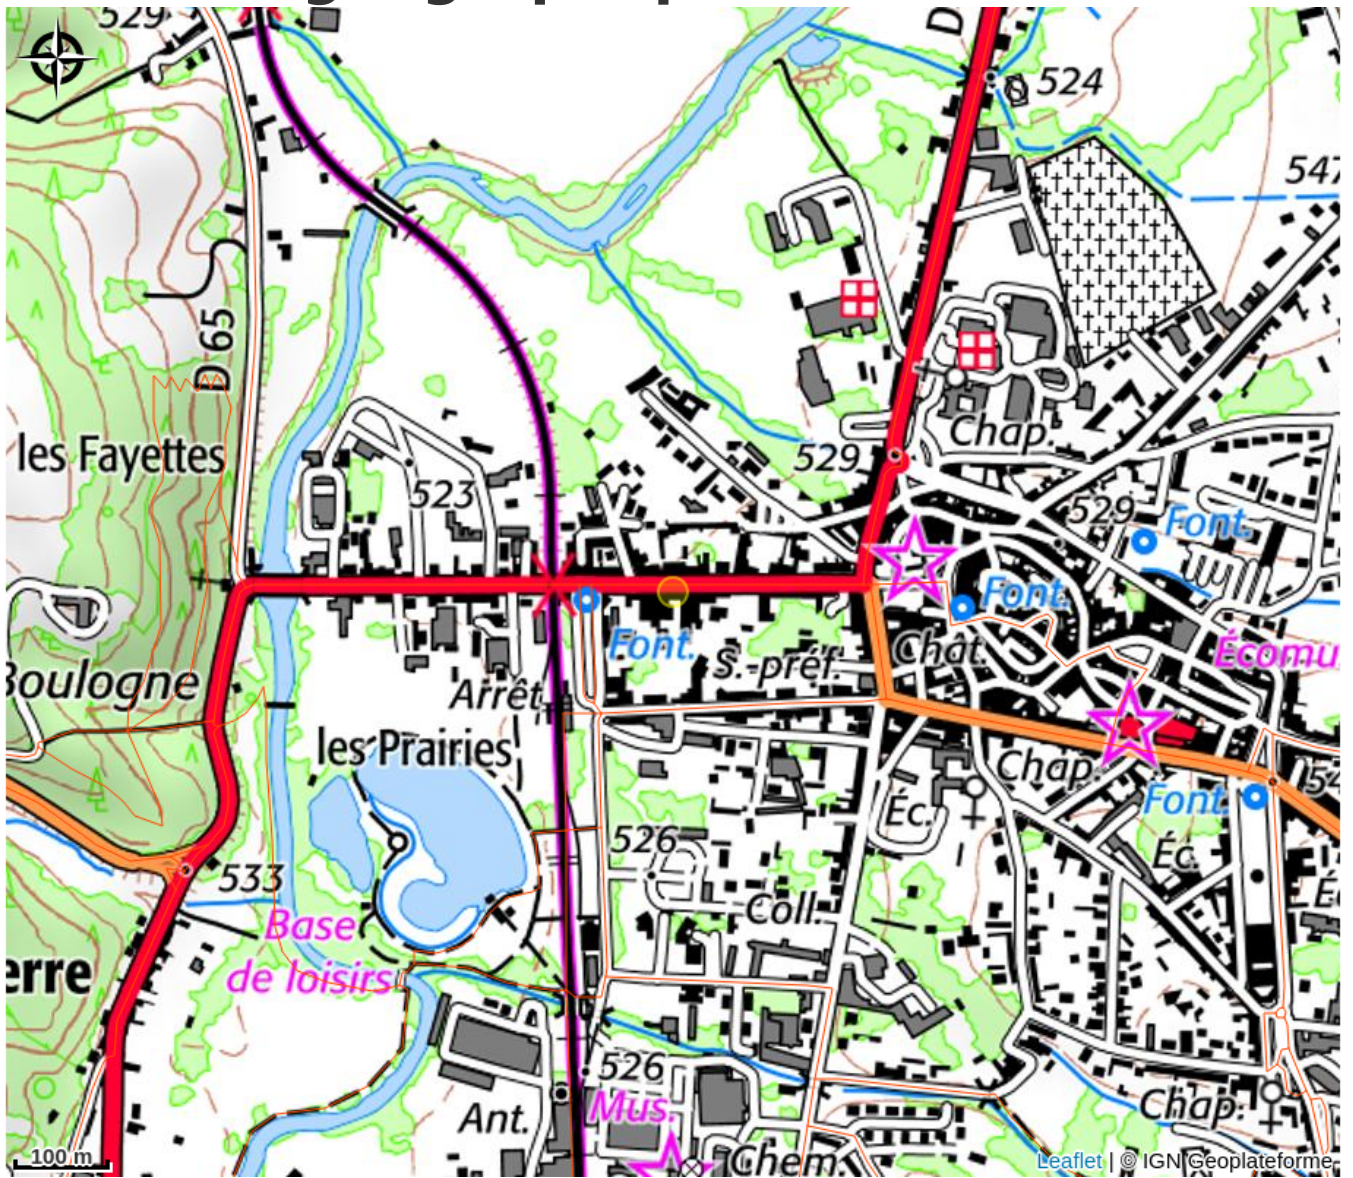 529
D
524
547
D 65
les Fayettes
523
529
Chap.
529
Font.
Font.
Font.
Chât.
S.-préf.
Écomu
Boulogne
Arrêt
les Prairies
Chap.
Éc.
Font.
54
526
Éc.
533
Coll.
Base
de loisirs
erre
526
Mus.
Ant.
Chap.
Chem.
100 m
Leaflet | © IGN Geoplateforme